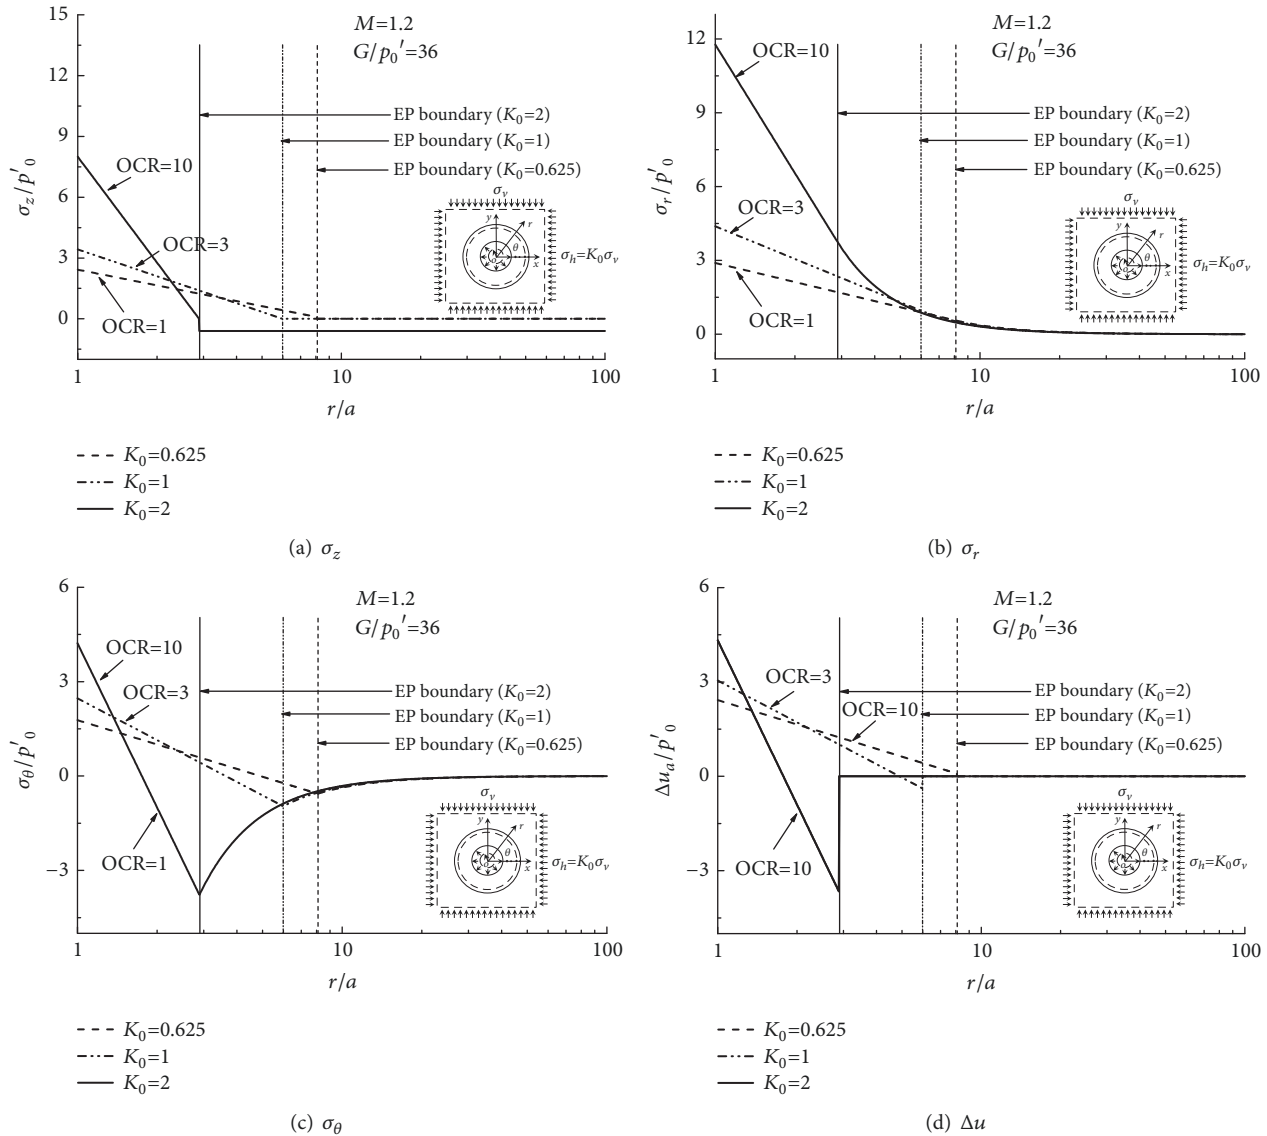 M=1.2
G/p₀′=36
15
12
9
6
3
0
σz/p′₀
OCR=10
OCR=3
OCR=1
EP boundary (K₀=2)
EP boundary (K₀=1)
EP boundary (K₀=0.625)
σv
y
r
θ
o
x
σh=K₀σv
1
10
100
r/a
K₀=0.625
K₀=1
K₀=2
(a) σz
M=1.2
G/p₀′=36
12
9
6
3
0
σr/p′₀
OCR=10
OCR=3
OCR=1
EP boundary (K₀=2)
EP boundary (K₀=1)
EP boundary (K₀=0.625)
σv
y
r
θ
o
x
σh=K₀σv
1
10
100
r/a
K₀=0.625
K₀=1
K₀=2
(b) σr
M=1.2
G/p₀′=36
6
3
0
−3
σθ/p′₀
OCR=10
OCR=3
OCR=1
EP boundary (K₀=2)
EP boundary (K₀=1)
EP boundary (K₀=0.625)
σv
y
r
θ
o
x
σh=K₀σv
1
10
100
r/a
K₀=0.625
K₀=1
K₀=2
(c) σθ
M=1.2
G/p₀′=36
6
3
0
−3
Δua/p′₀
OCR=3
OCR=10
OCR=10
EP boundary (K₀=2)
EP boundary (K₀=1)
EP boundary (K₀=0.625)
σv
y
r
θ
o
x
σh=K₀σv
1
10
100
r/a
K₀=0.625
K₀=1
K₀=2
(d) Δu